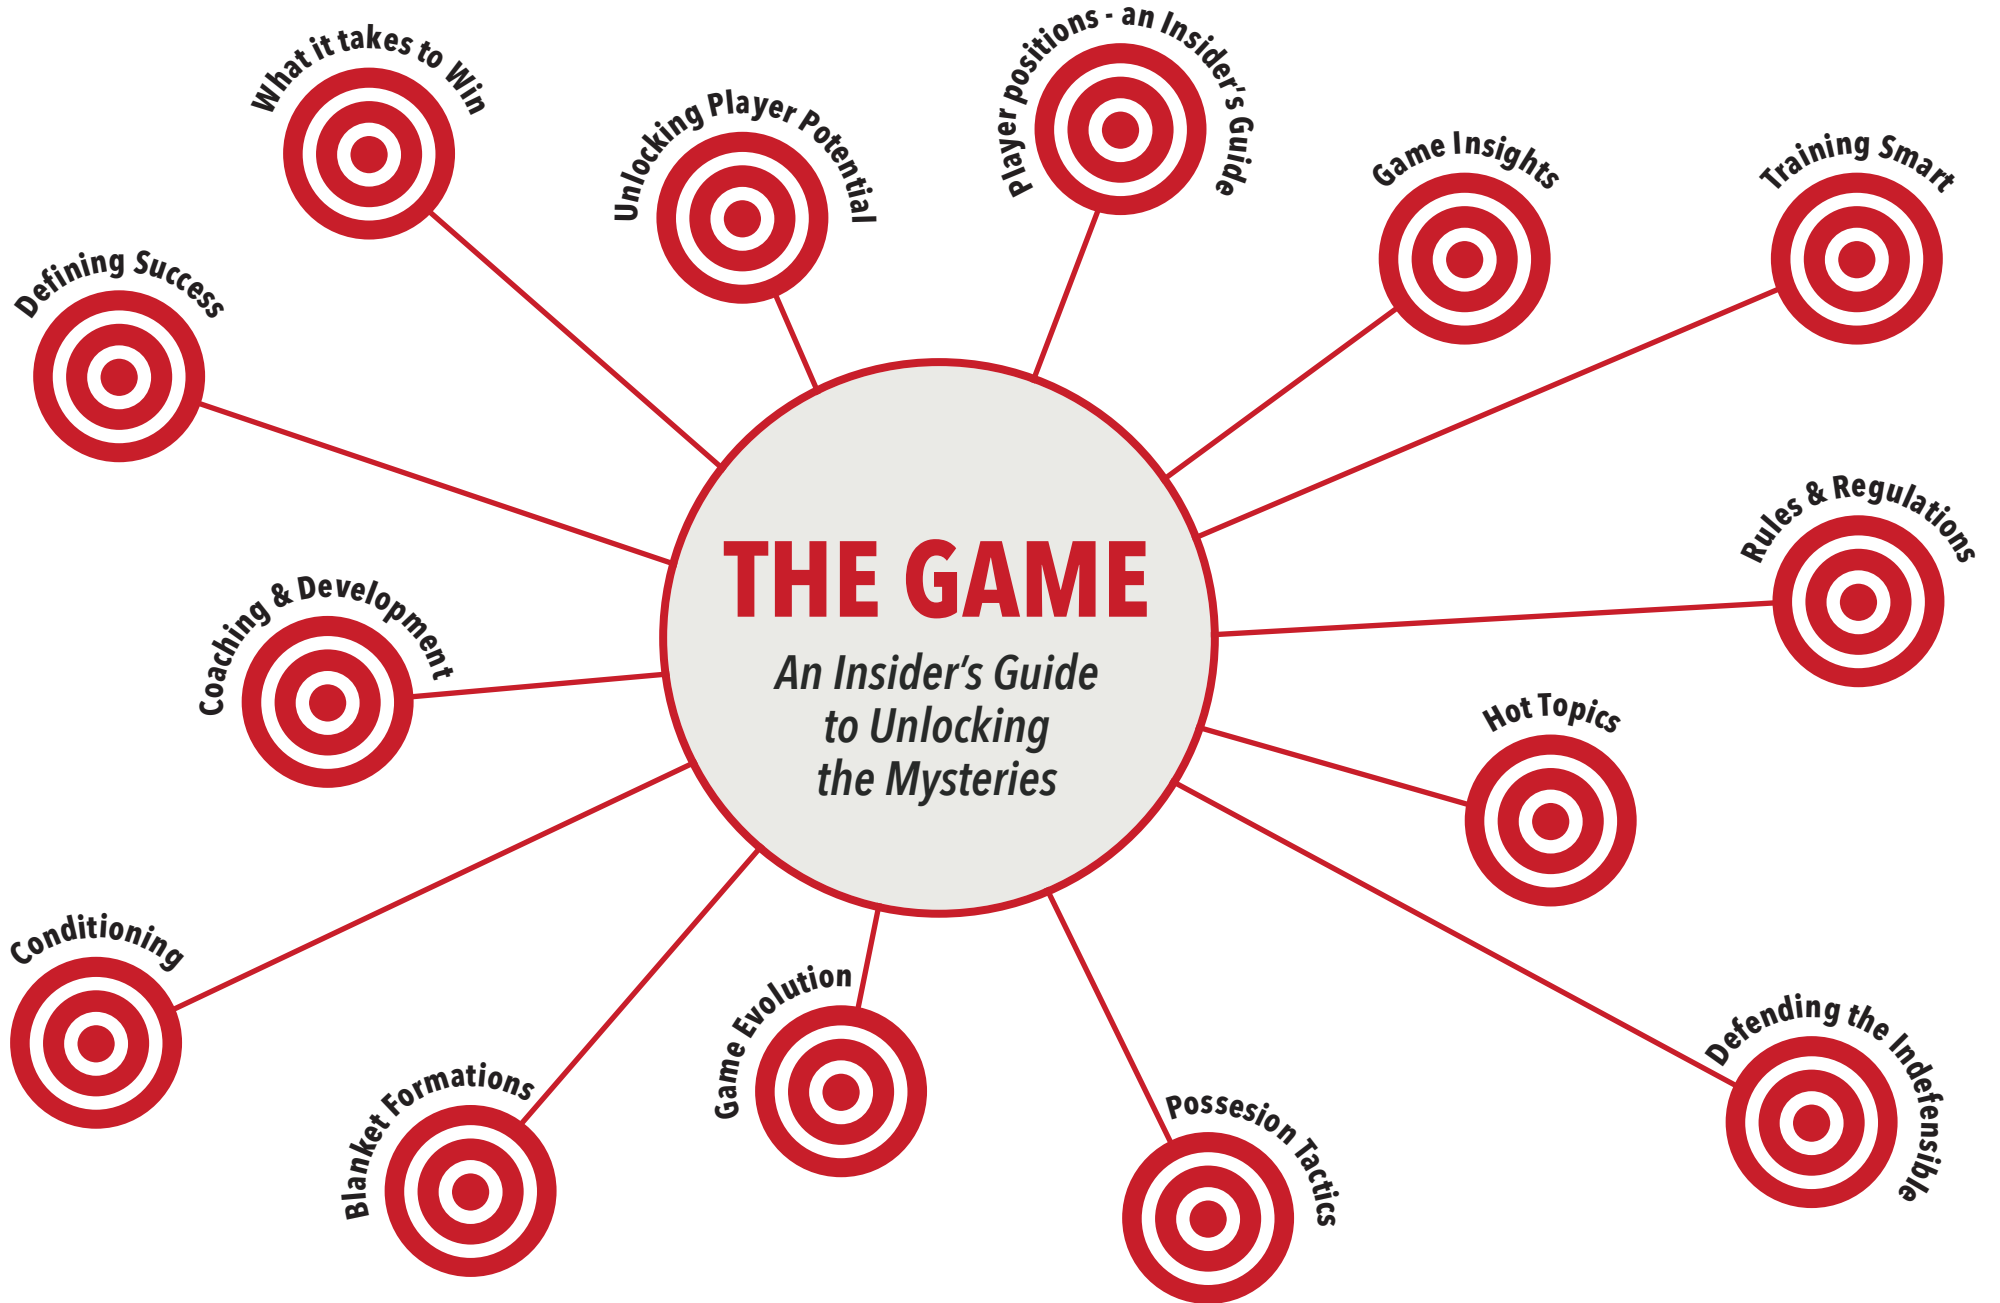 What it takes to Win
Unlocking Player Potential
Player positions - an Insider's Guide
Game Insights
Training Smart
Defining Success
Rules & Regulations
THE GAME
An Insider’s Guide
to Unlocking
the Mysteries
Coaching & Development
Hot Topics
Conditioning
Blanket Formations
Game Evolution
Possesion Tactics
Defending the Indefensible